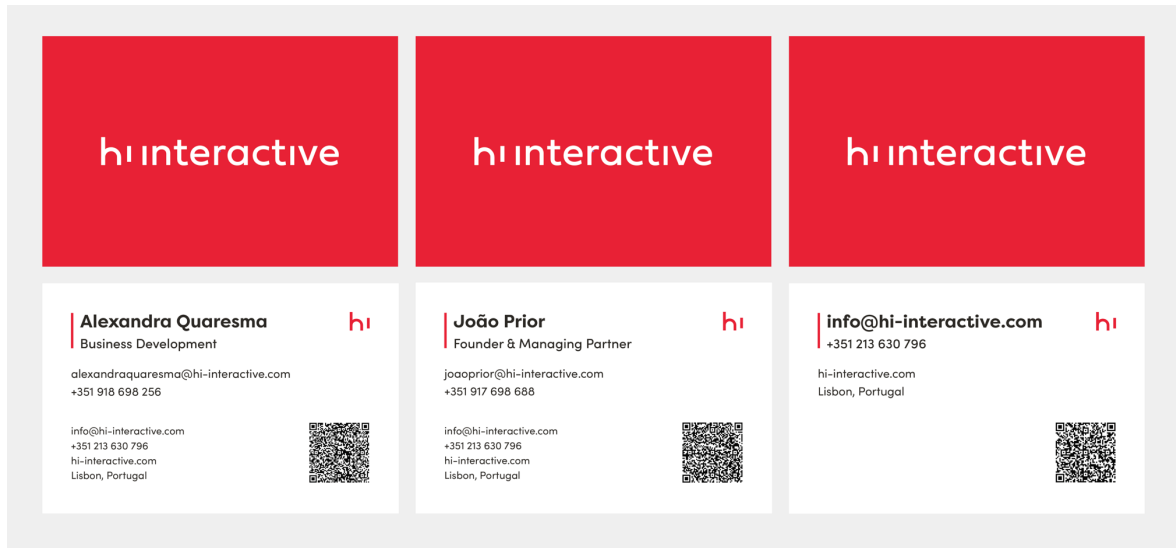 hi interactive
hi interactive
hi interactive
Alexandra Quaresma
Business Development
hi
alexandraquaresma@hi-interactive.com
+351 918 698 256
info@hi-interactive.com
+351 213 630 796
hi-interactive.com
Lisbon, Portugal
João Prior
Founder & Managing Partner
hi
joaoprior@hi-interactive.com
+351 917 698 688
info@hi-interactive.com
+351 213 630 796
hi-interactive.com
Lisbon, Portugal
info@hi-interactive.com
+351 213 630 796
hi
hi-interactive.com
Lisbon, Portugal